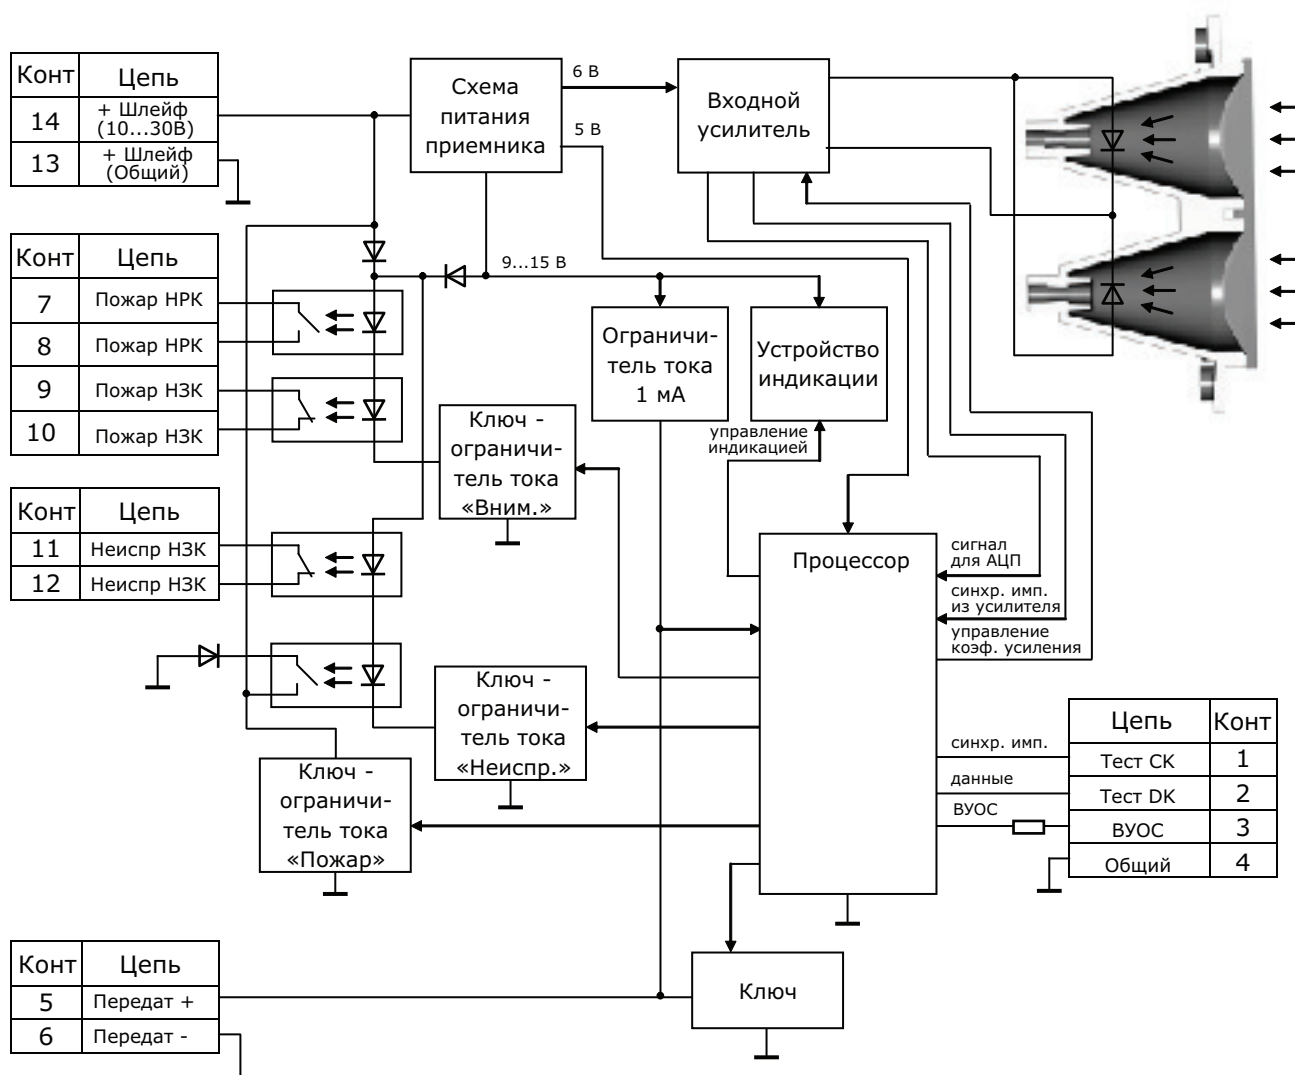 Конт Цепь
14 + Шлейф
(10...30В)
13 + Шлейф
(Общий)
Схема
питания
приемника
6 В
5 В
Входной
усилитель
Конт Цепь
7 Пожар НРК
8 Пожар НРК
9 Пожар НЗК
10 Пожар НЗК
9...15 В
Ограничи-
тель тока
1 мА
Устройство
индикации
управление
индикацией
Ключ -
ограничи-
тель тока
«Вним.»
Конт Цепь
11 Неиспр НЗК
12 Неиспр НЗК
Процессор
сигнал
для АЦП
синхр. имп.
из усилителя
управление
коэф. усиления
Ключ -
ограничи-
тель тока
«Неиспр.»
Ключ -
ограничи-
тель тока
«Пожар»
синхр. имп.
данные
ВУОС
Цепь Конт
Тест СК 1
Тест DK 2
ВУОС 3
Общий 4
Конт Цепь
5 Передат +
6 Передат -
Ключ